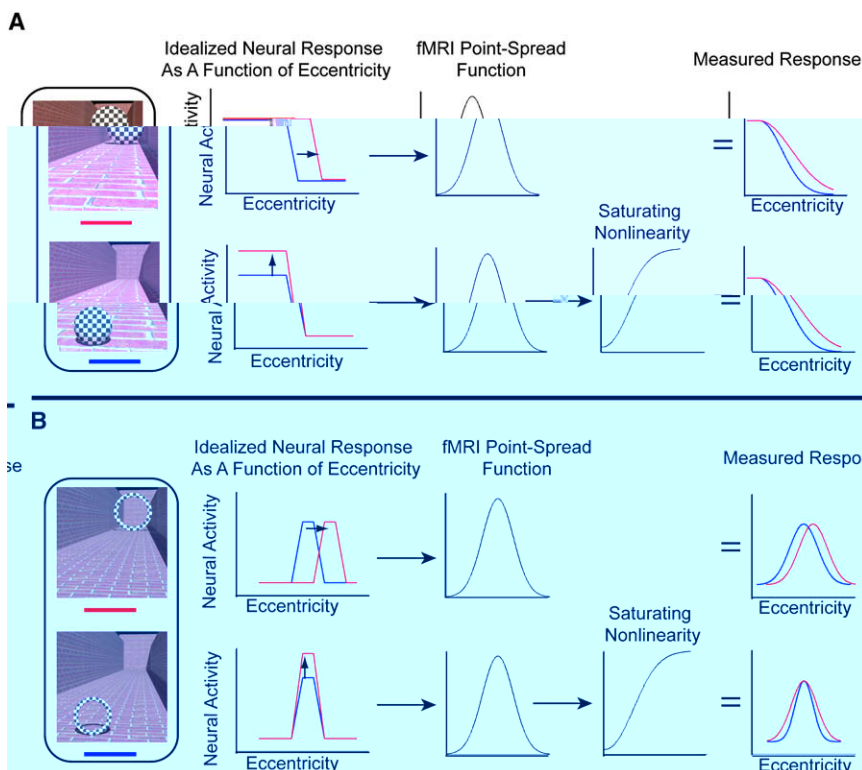 A
Idealized Neural Response
As A Function of Eccentricity
fMRI Point-Spread
Function
Measured Response
Neural Activity
Eccentricity
=
Eccentricity
Saturating
Nonlinearity
Neural Activity
Eccentricity
=
Eccentricity
B
Idealized Neural Response
As A Function of Eccentricity
fMRI Point-Spread
Function
Measured Respo
se
Neural Activity
Eccentricity
=
Eccentricity
Saturating
Nonlinearity
Neural Activity
Eccentricity
=
Eccentricity